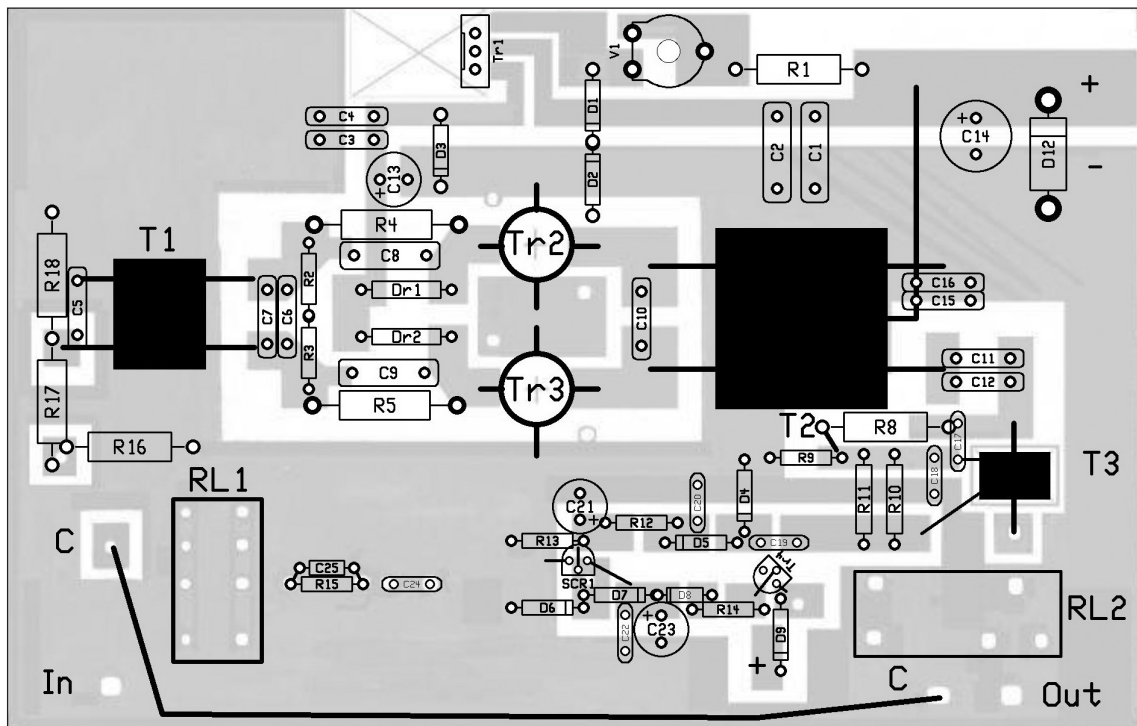 Tr1
V1
R1
+
-
D12
+
C14
C4
C3
D3
D1
D2
C2
C1
C13
+
R4
Tr2
T1
R18
C5
C7
C6
R2
R3
C8
Dr1
Dr2
C9
R5
Tr3
C10
C16
C15
C11
C12
R17
R16
T2
R8
R9
C17
C18
T3
RL1
C
C21
+
R12
C20
D4
R11
R10
R13
D5
C19
Tr4
SCR1
C25
R15
C24
D6
D7
D8
R14
C22
+
C23
D9
+
RL2
In
C
Out